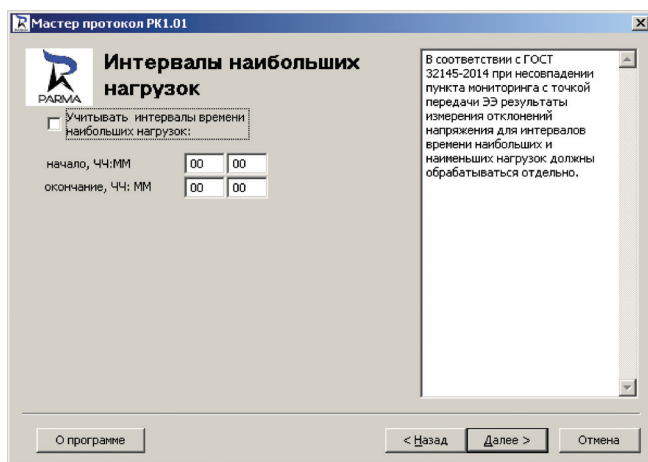 Мастер протокол РК1.01
PARMA
Интервалы наибольших
нагрузок
Учитывать интервалы времени
наибольших нагрузок:
начало, ЧЧ:ММ 00 00
окончание, ЧЧ: ММ 00 00
В соответствии с ГОСТ
32145-2014 при несовпадении
пункта мониторинга с точкой
передачи ЭЭ результаты
измерения отклонений
напряжения для интервалов
времени наибольших и
наименьших нагрузок должны
обрабатываться отдельно.
О программе
< Назад
Далее >
Отмена